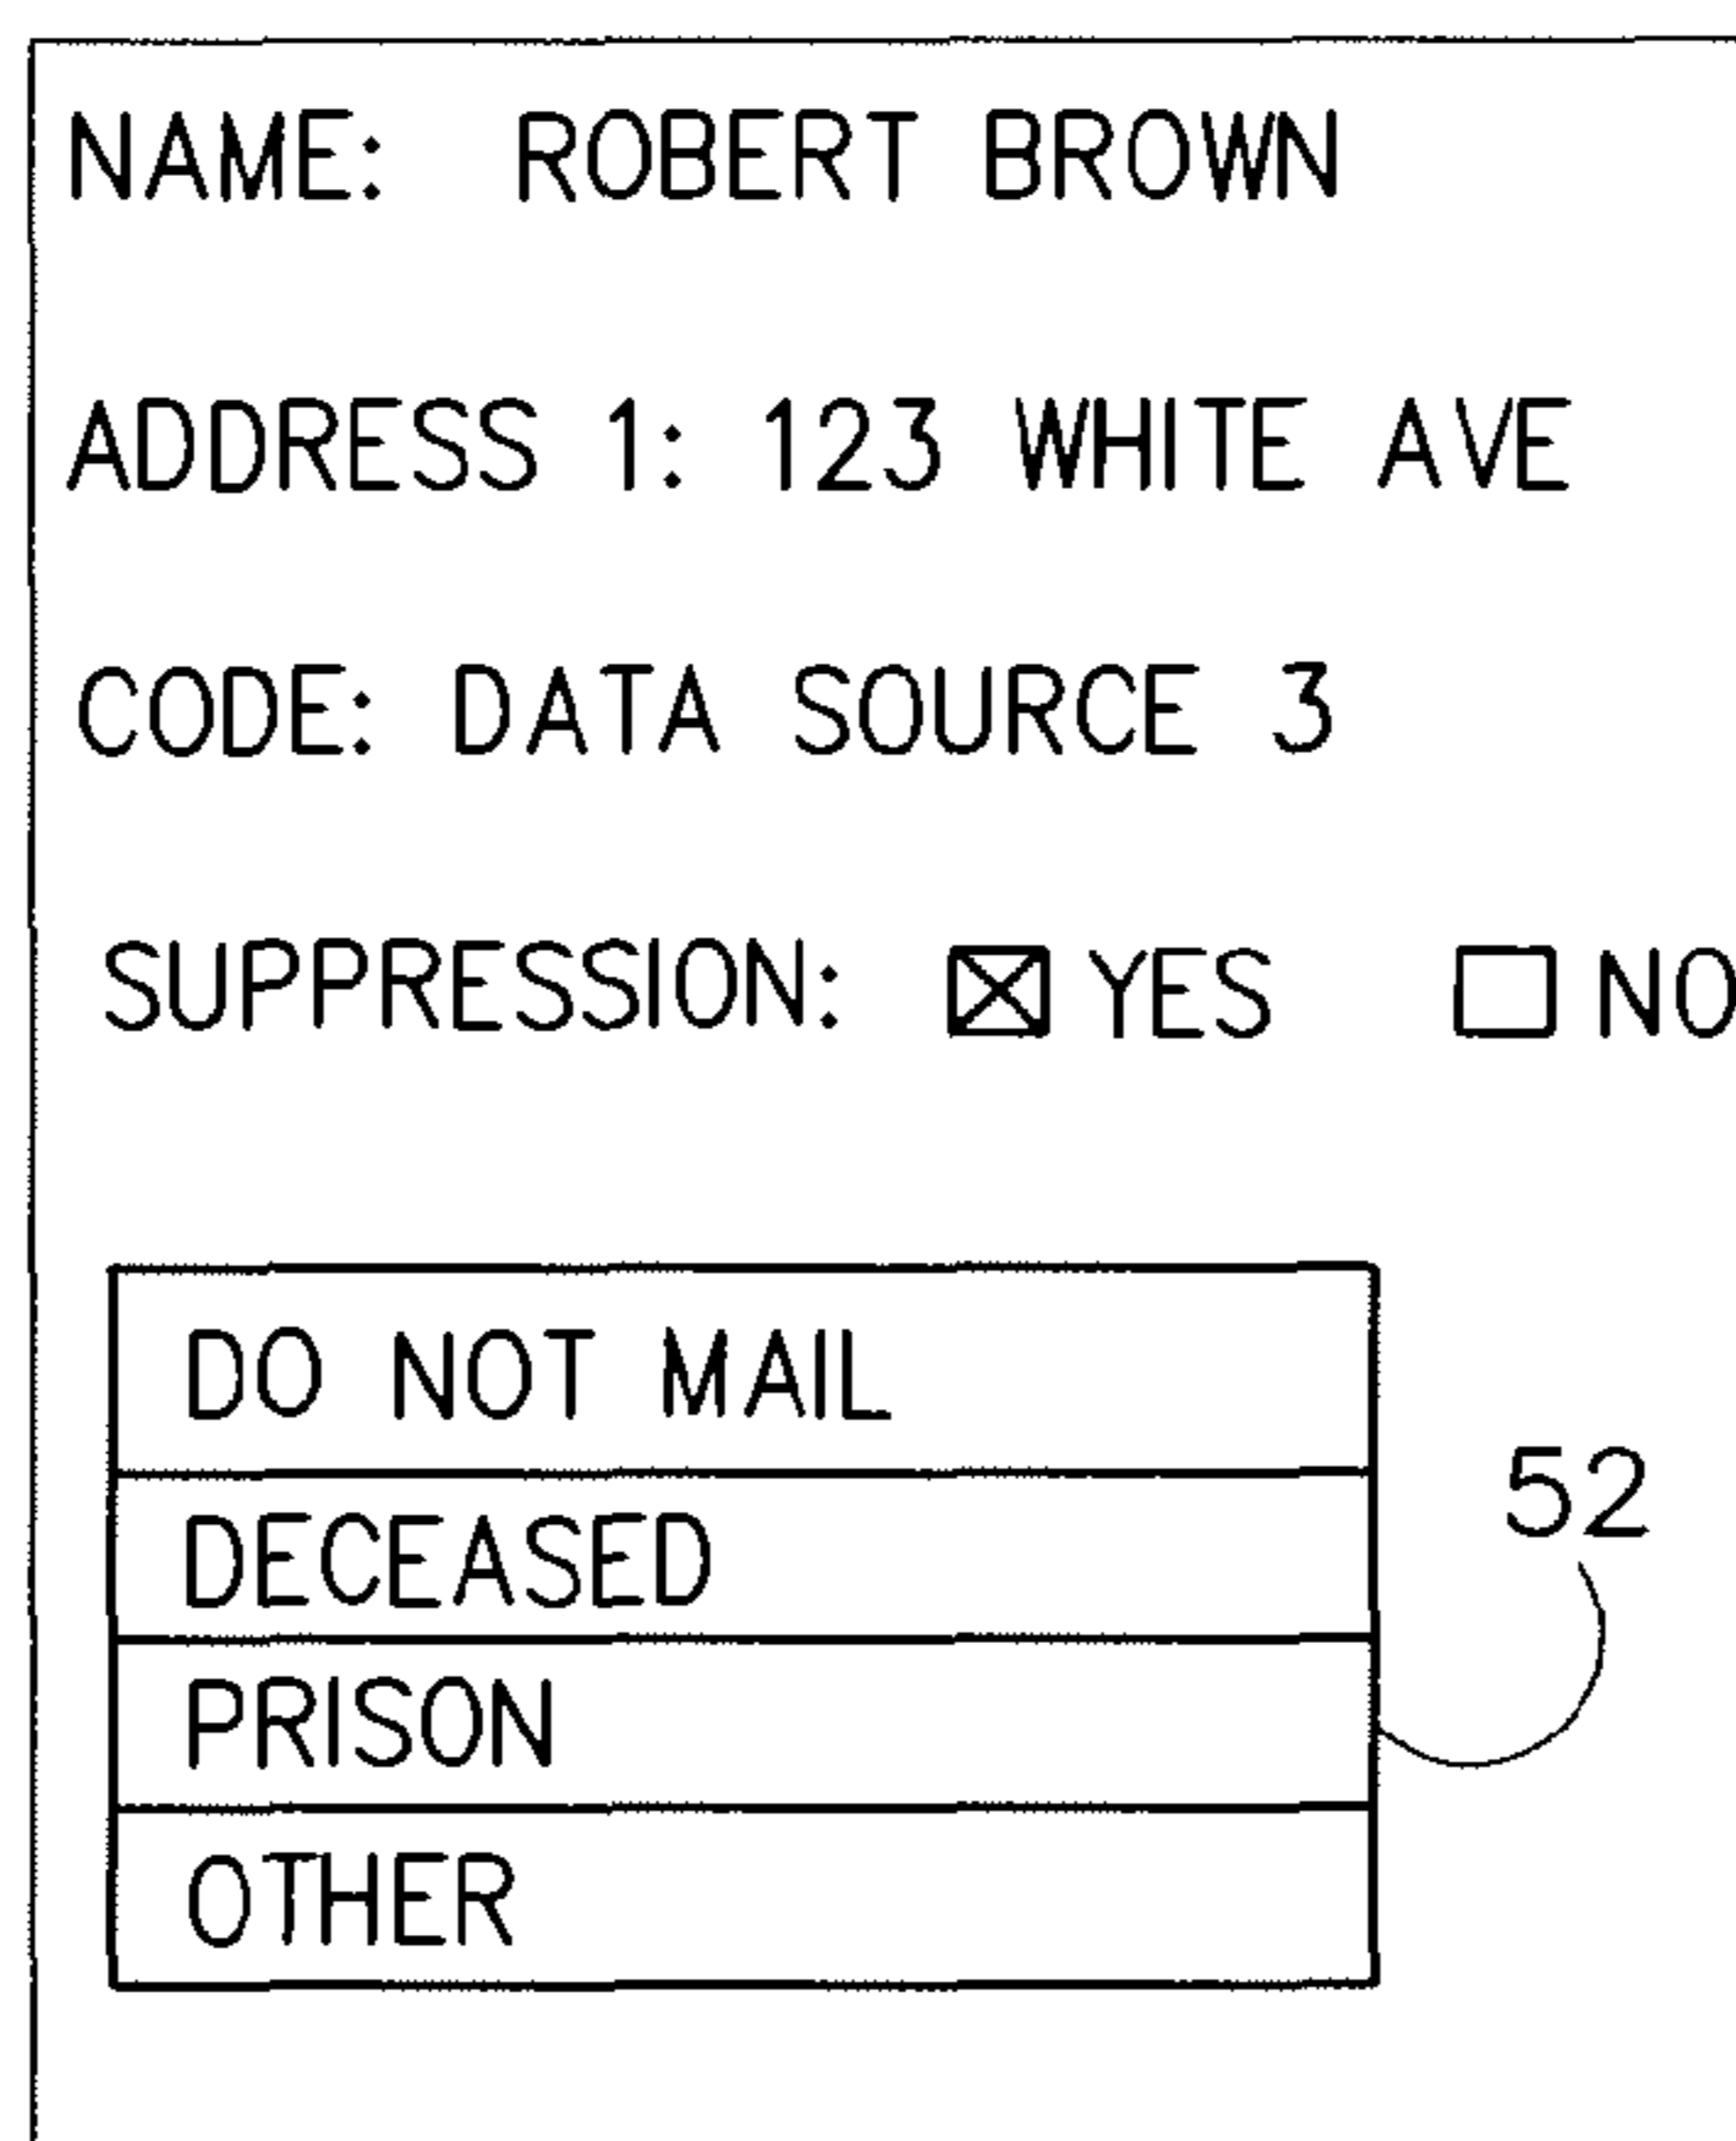 NAME: ROBERT BROWN
ADDRESS 1: 123 WHITE AVE
CODE: DATA SOURCE 3
SUPPRESSION: ☒ YES ☐ NO
DO NOT MAIL
52
DECEASED
PRISON
OTHER